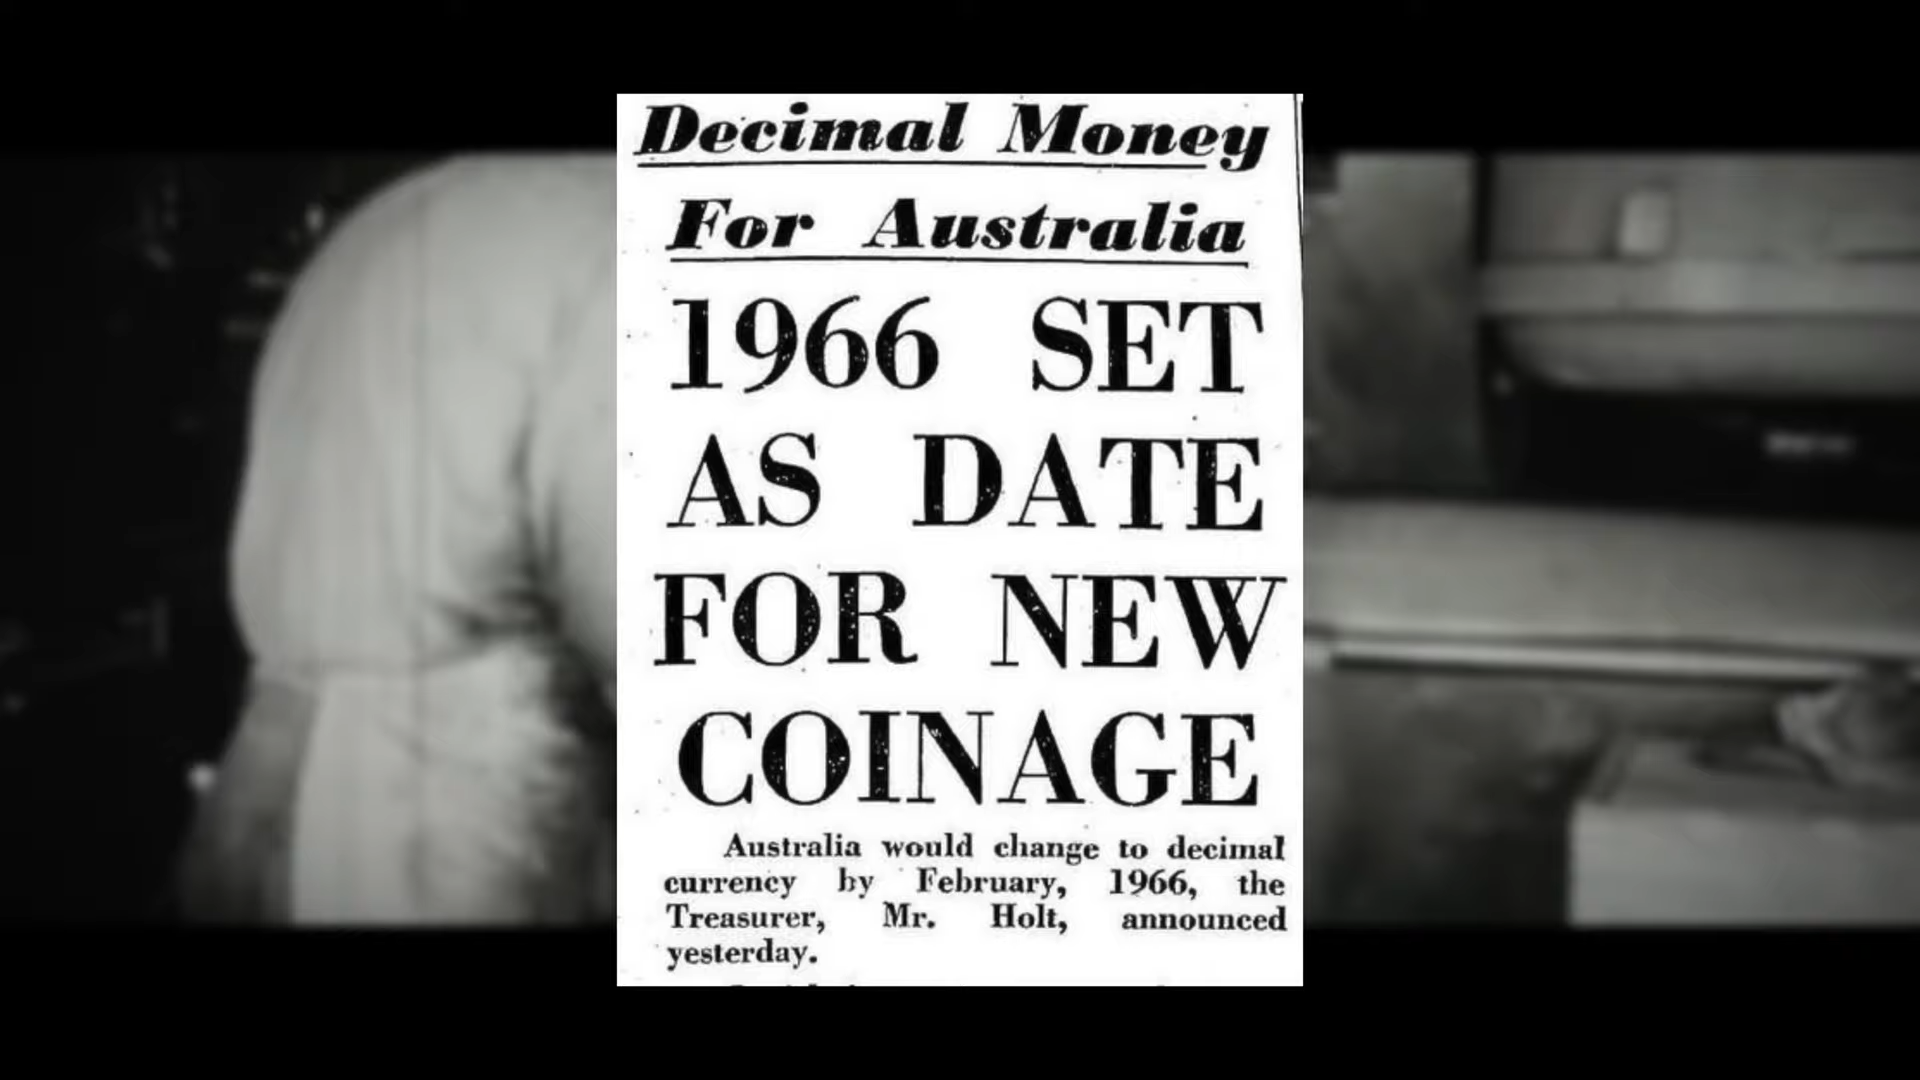 Decimal Money
For Australia
1966 SET
AS DATE
FOR NEW
COINAGE
Australia would change to decimal
currency by February, 1966, the
Treasurer, Mr. Holt, announced
yesterday.